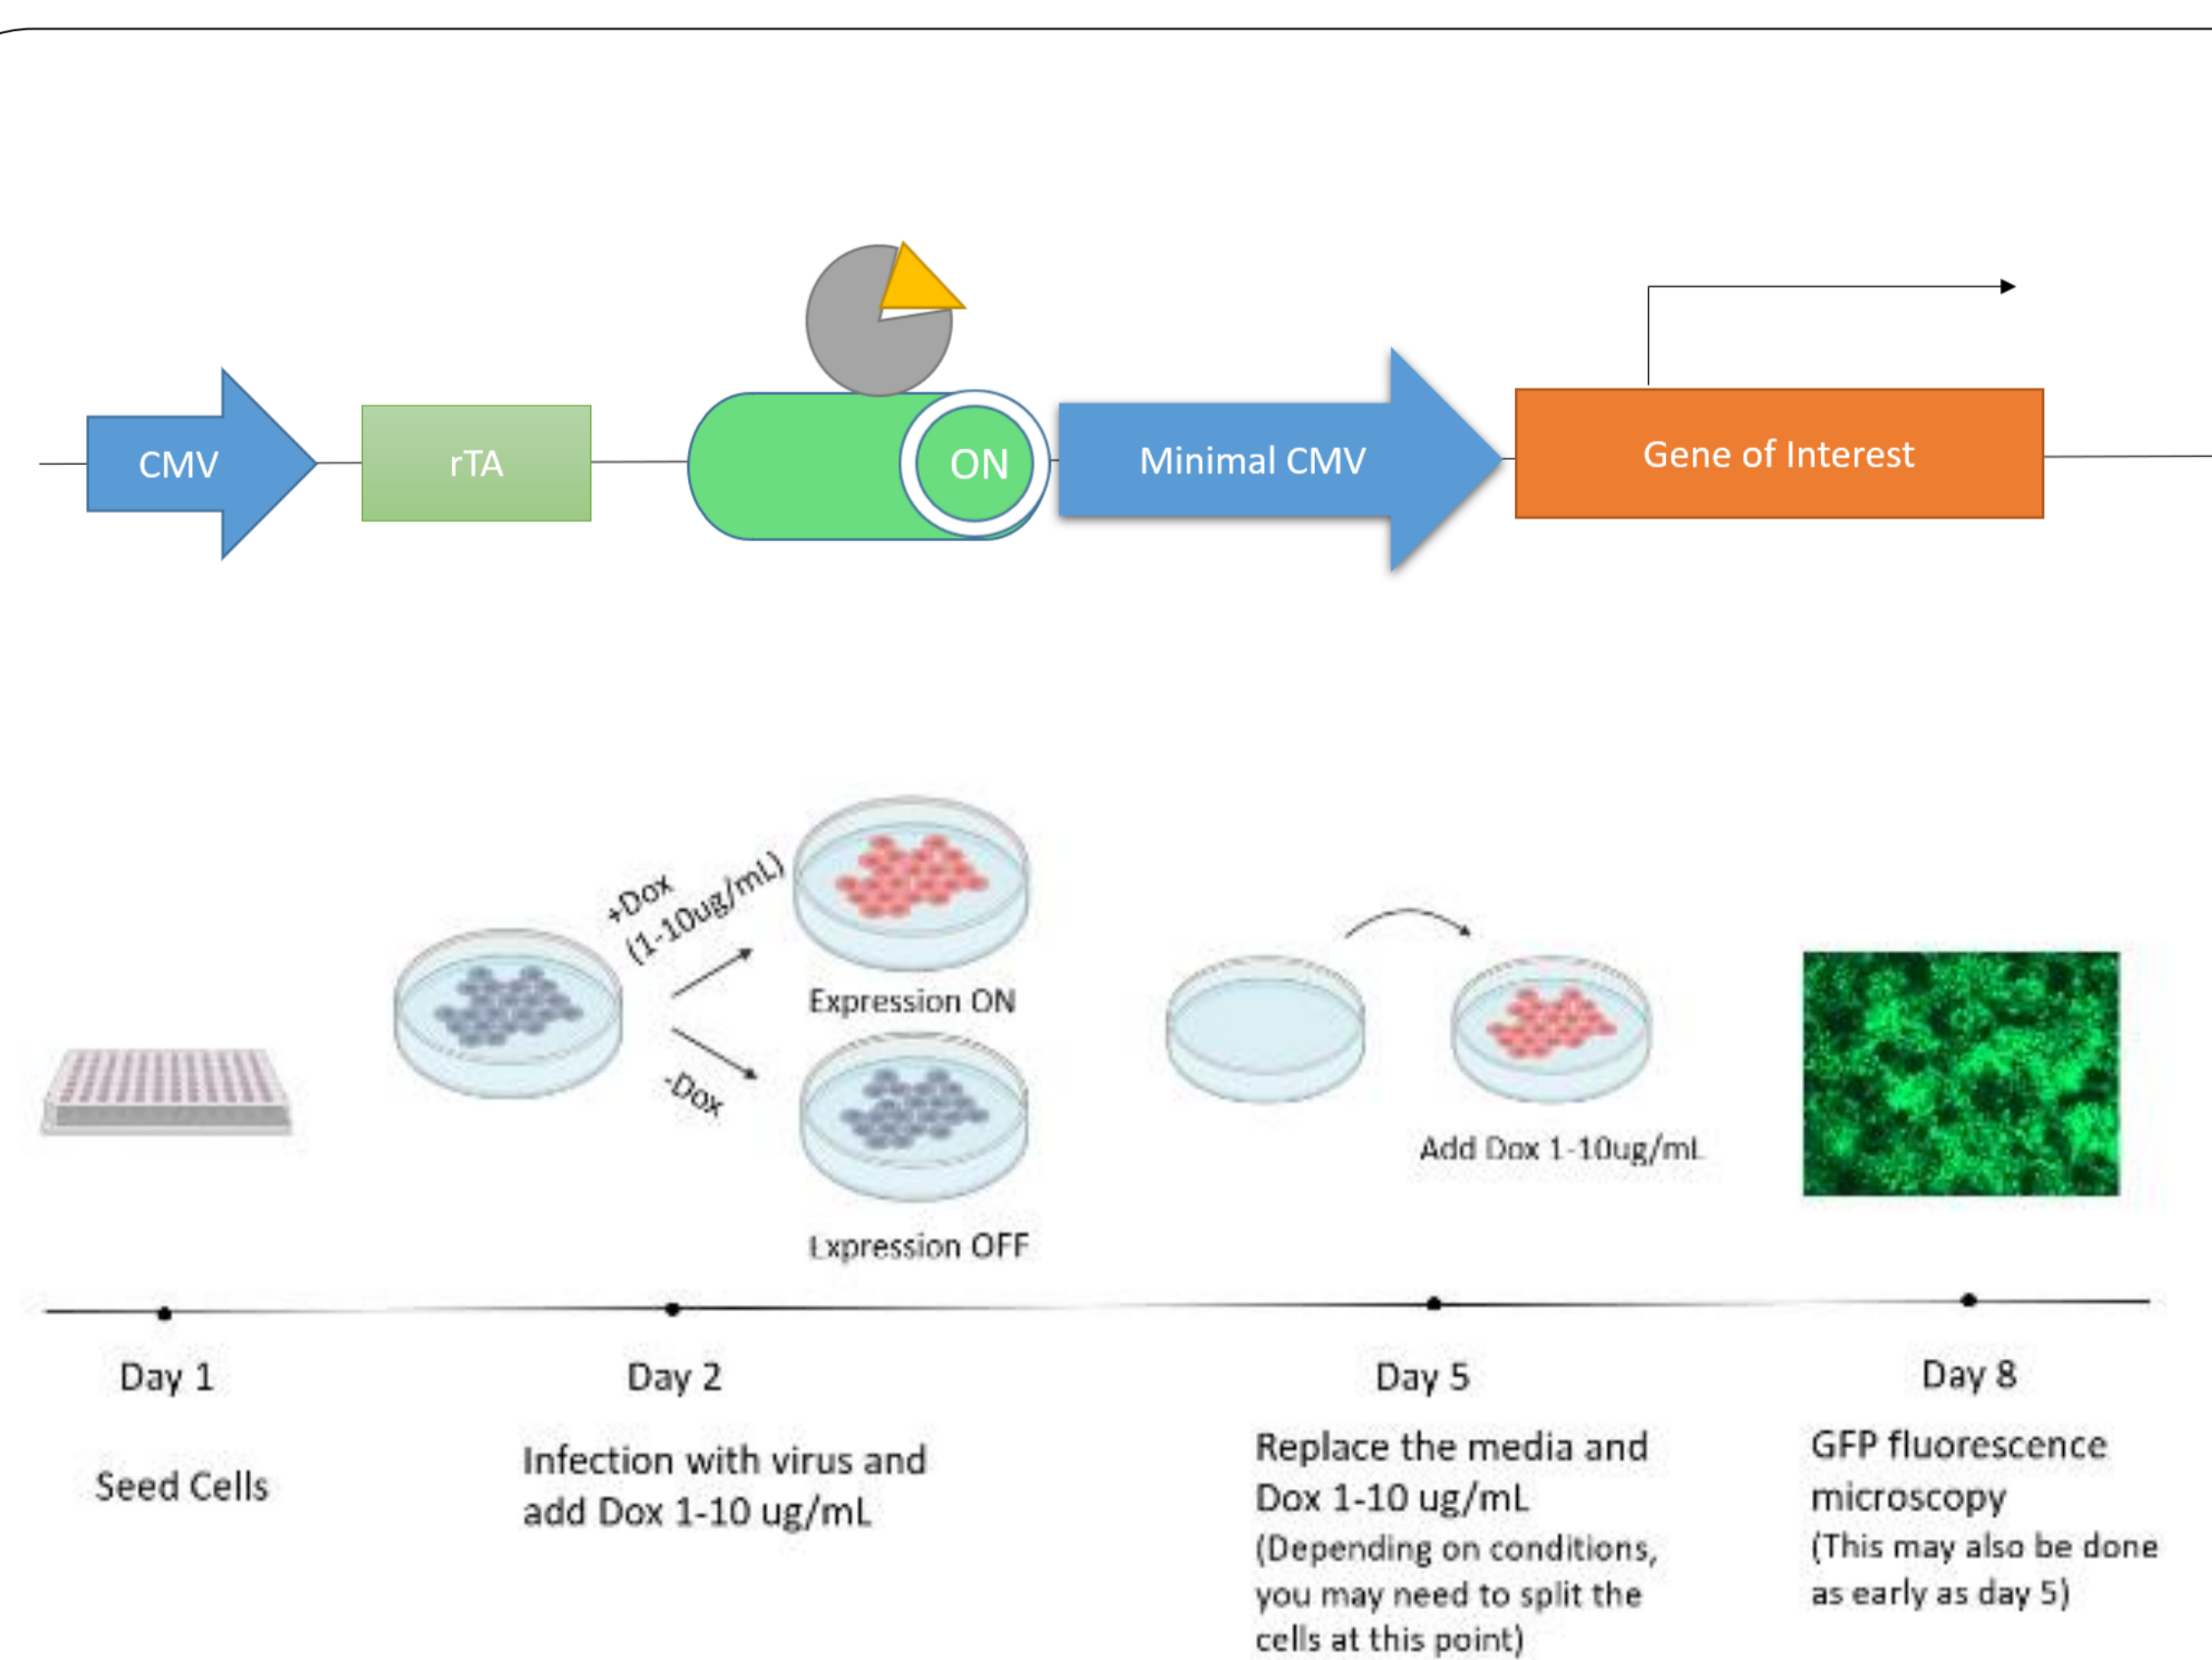 CMV
rTA
ON
Minimal CMV
Gene of Interest
+Dox
(1-10ug/mL)
Expression ON
-Dox
Expression OFF
Add Dox 1-10ug/mL
Day 1
Seed Cells
Day 2
Infection with virus and
add Dox 1-10 ug/mL
Day 5
Replace the media and
Dox 1-10 ug/mL
(Depending on conditions,
you may need to split the
cells at this point)
Day 8
GFP fluorescence
microscopy
(This may also be done
as early as day 5)